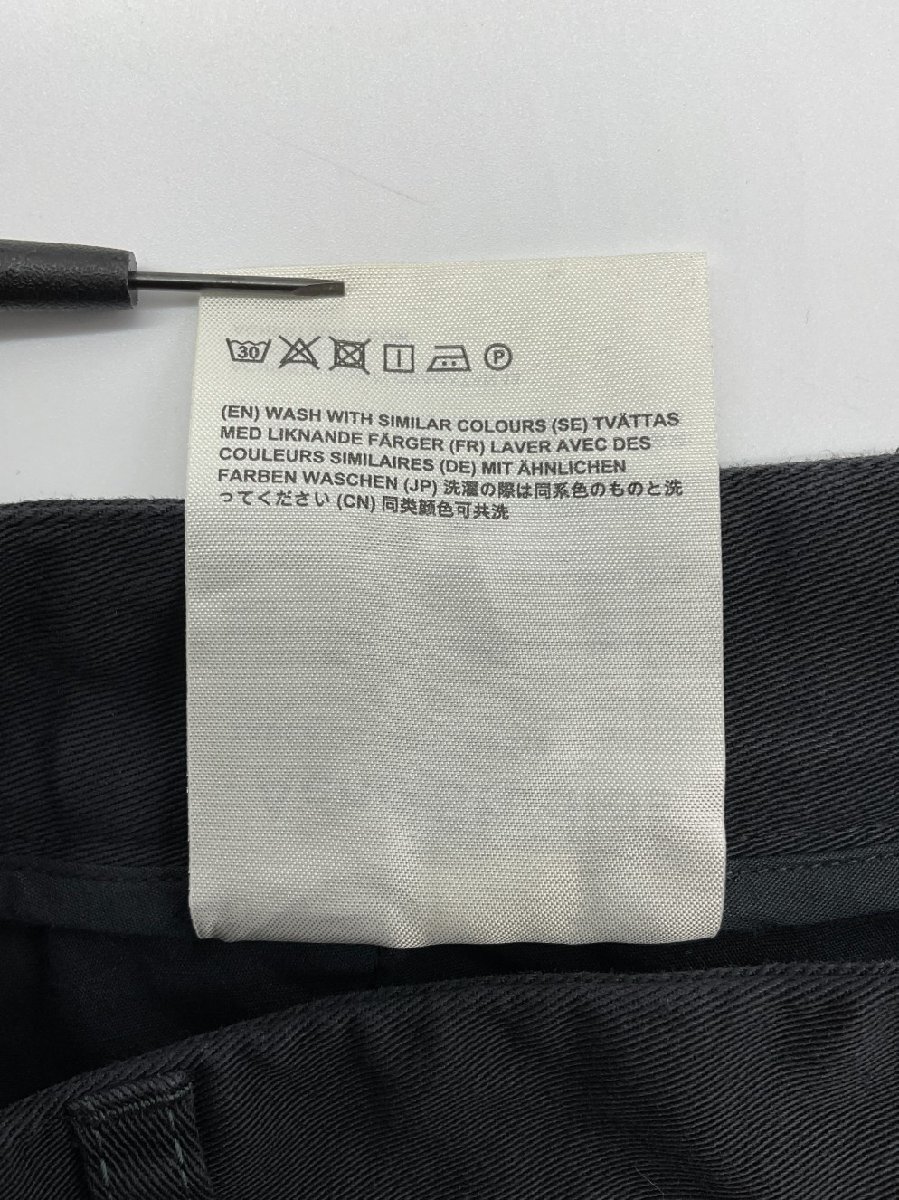 30 P
(EN) WASH WITH SIMILAR COLOURS (SE) TVÄTTAS
MED LIKNANDE FÄRGER (FR) LAVER AVEC DES
COULEURS SIMILAIRES (DE) MIT ÄHNLICHEN
FARBEN WASCHEN (JP) 洗濯の際は同系色のものと洗
ってください (CN) 同类颜色可共洗